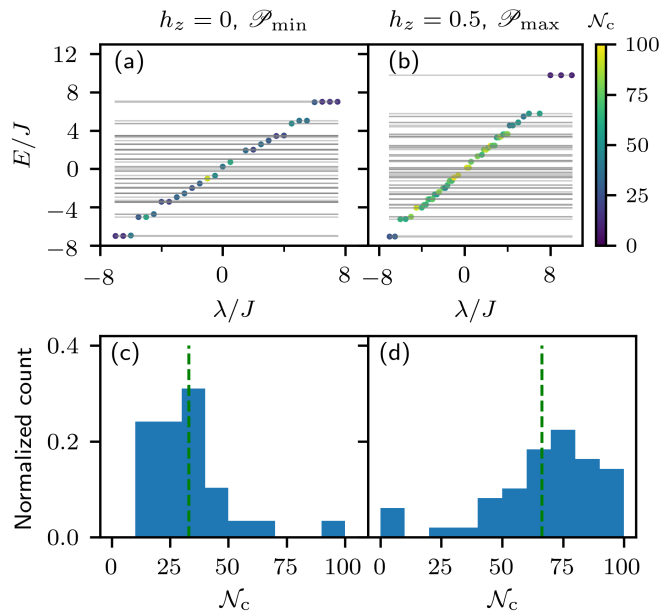 h_z = 0, 𝒫_min
h_z = 0.5, 𝒫_max
𝒩_c
(a)
(b)
E/J
12
8
4
0
−4
−8
−8
0
8
λ/J
−8
0
8
λ/J
100
75
50
25
0
(c)
(d)
Normalized count
0.4
0.2
0.0
0
25
50
75
100
𝒩_c
0
25
50
75
100
𝒩_c